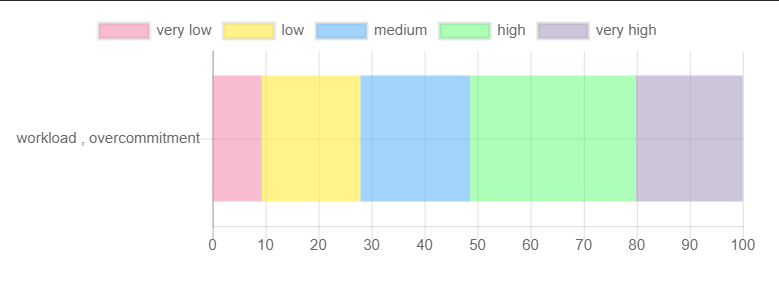 very low low medium high very high
workload , overcommitment
0 10 20 30 40 50 60 70 80 90 100